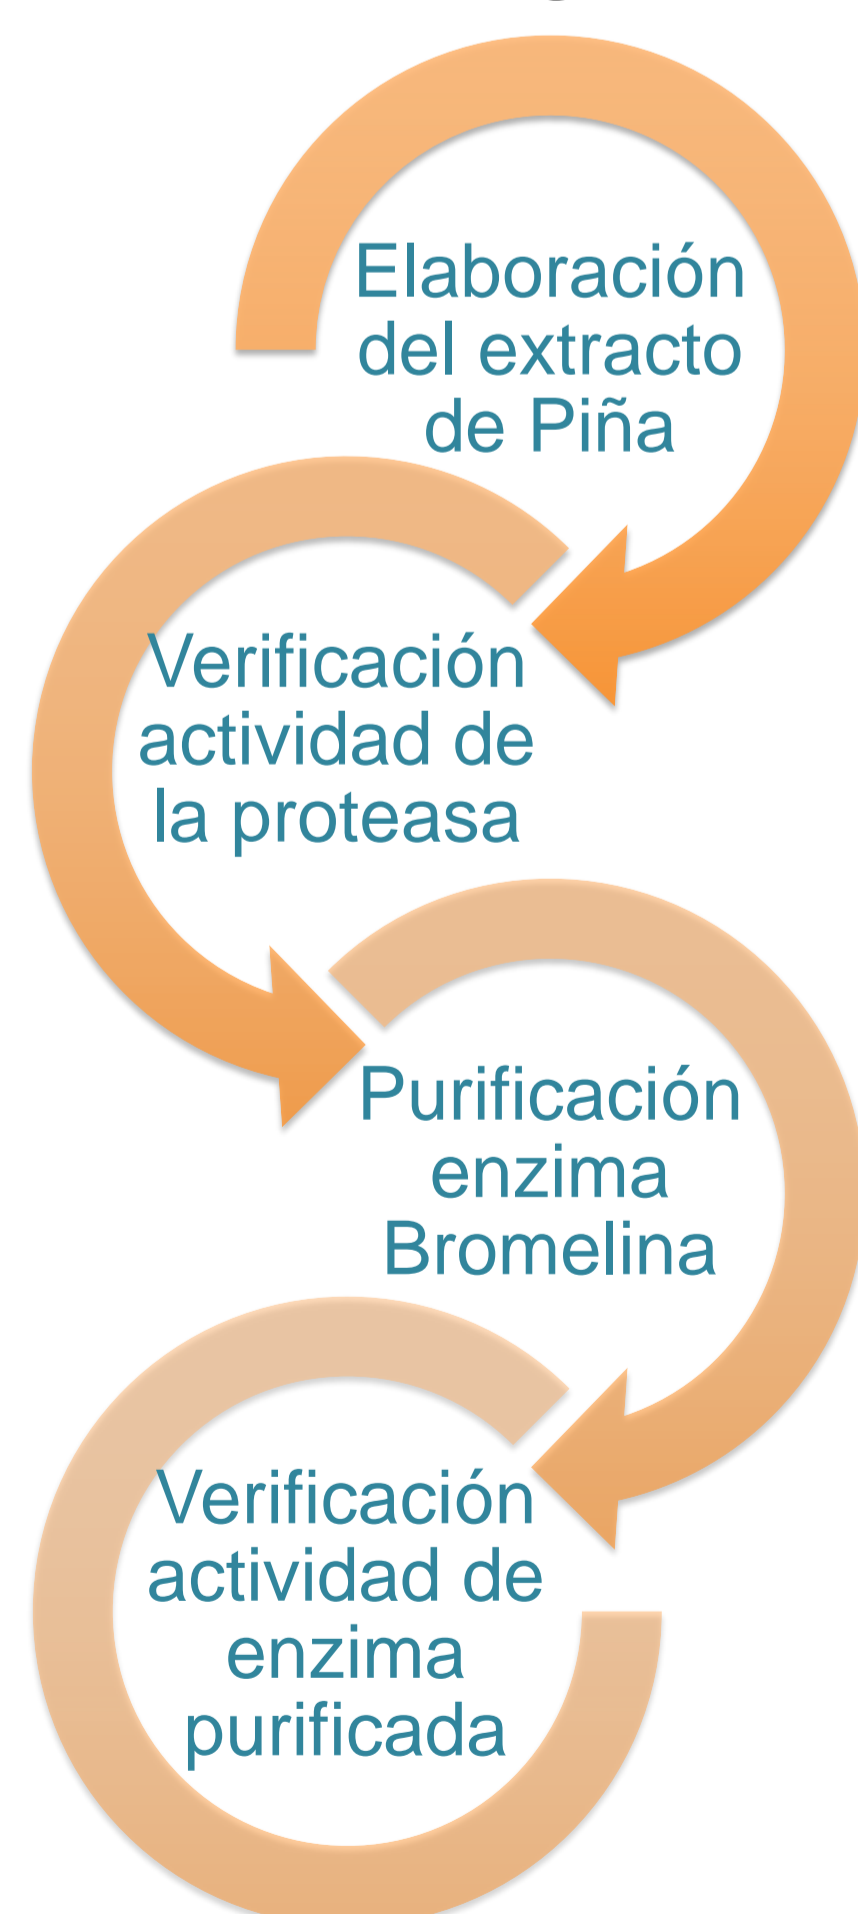 Elaboración
del extracto
de Piña
Verificación
actividad de
la proteasa
Purificación
enzima
Bromelina
Verificación
actividad de
enzima
purificada